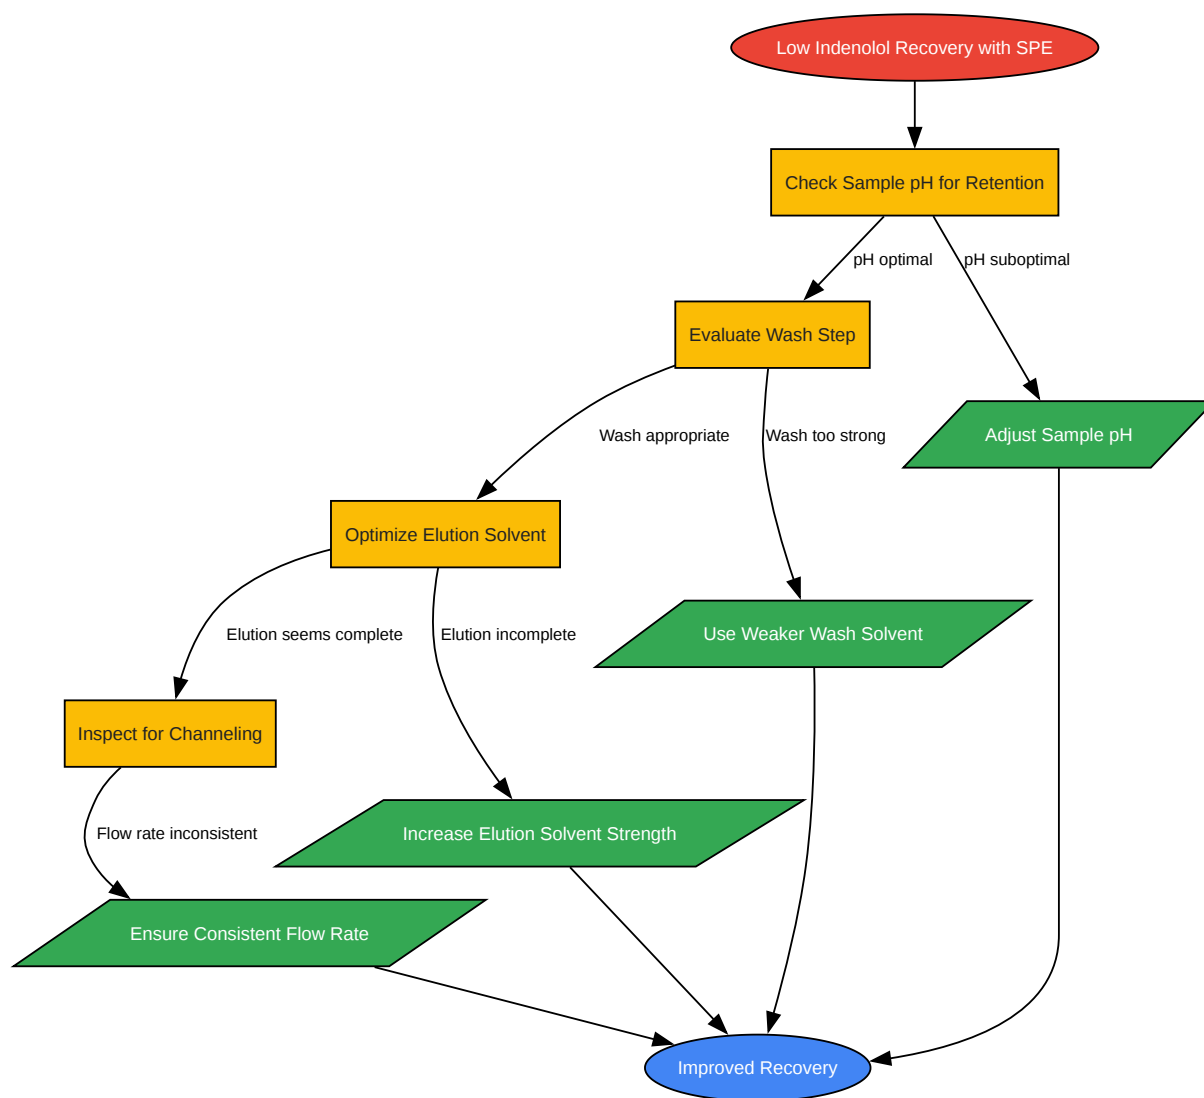 Low Indenolol Recovery with SPE
Check Sample pH for Retention
pH optimal
pH suboptimal
Evaluate Wash Step
Wash appropriate
Wash too strong
Adjust Sample pH
Optimize Elution Solvent
Elution seems complete
Elution incomplete
Use Weaker Wash Solvent
Inspect for Channeling
Flow rate inconsistent
Increase Elution Solvent Strength
Ensure Consistent Flow Rate
Improved Recovery